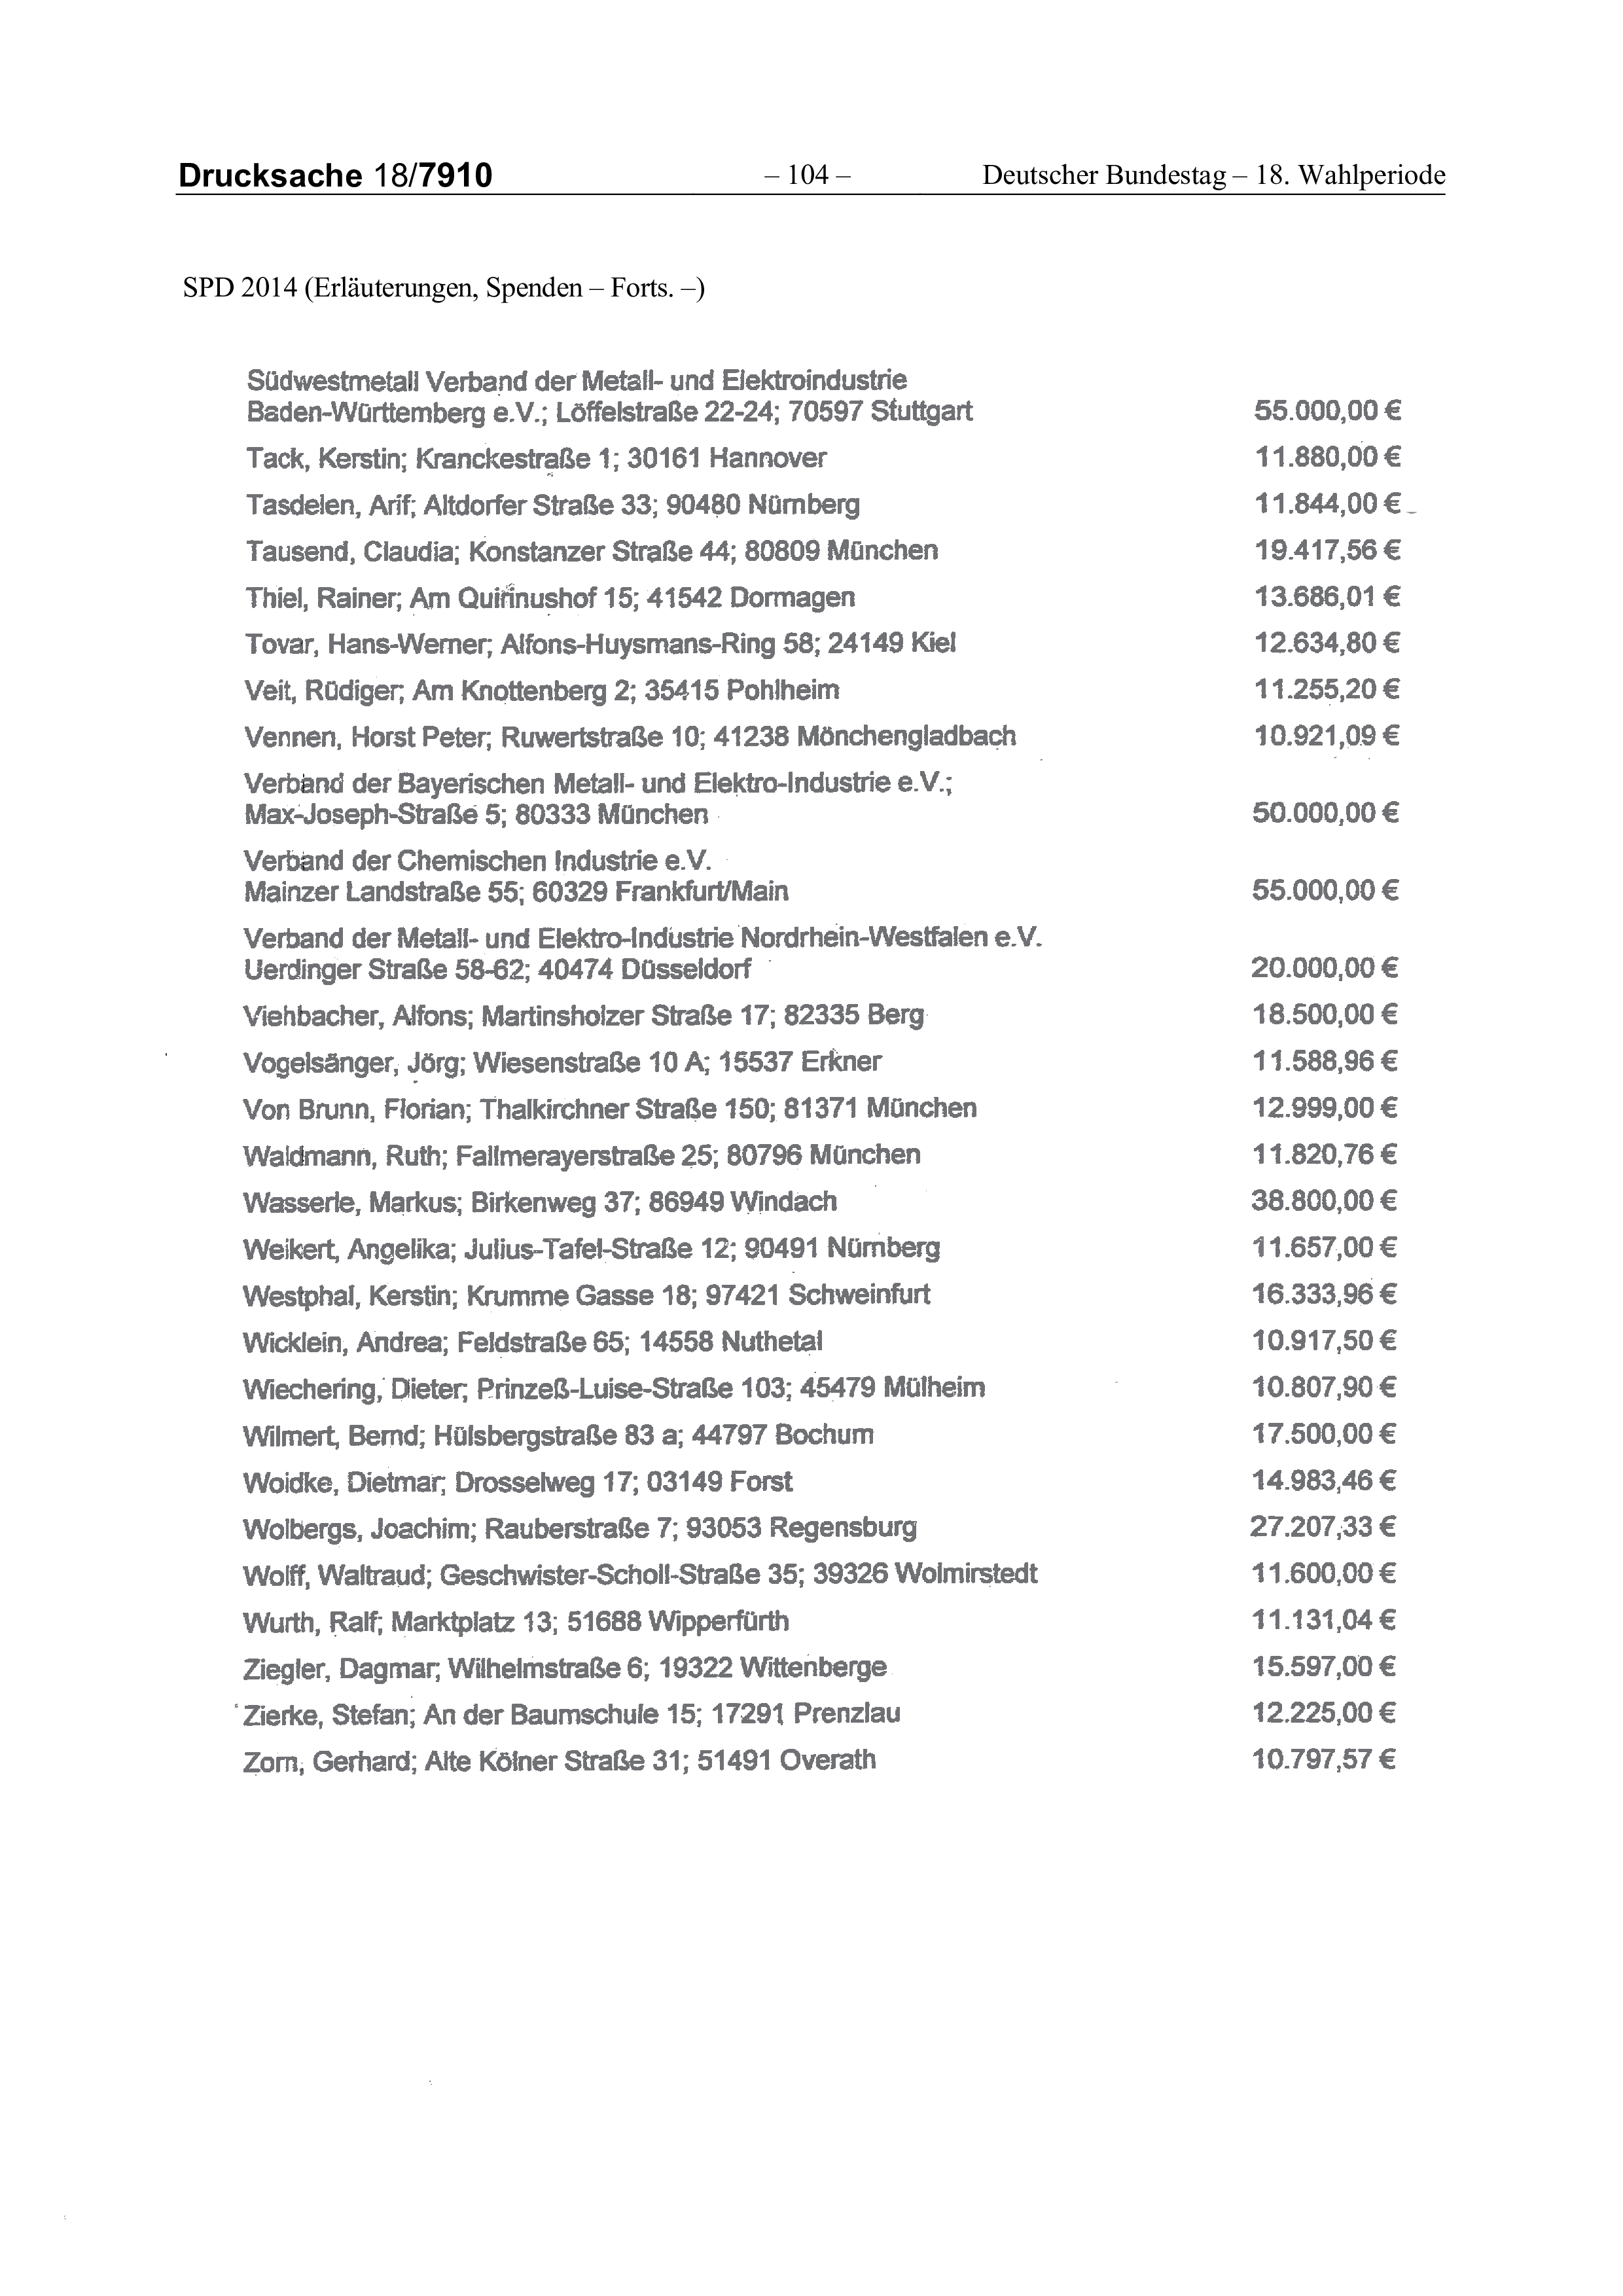 Drucksache 18/7910 – 104 – Deutscher Bundestag – 18. Wahlperiode
SPD 2014 (Erläuterungen, Spenden – Forts. –)
Südwestmetall Verband der Metall- und Elektroindustrie
Baden-Württemberg e.V.; Löffelstraße 22-24; 70597 Stuttgart 55.000,00 €
Tack, Kerstin; Kranckestraße 1; 30161 Hannover 11.880,00 €
Tasdelen, Arif; Altdorfer Straße 33; 90480 Nürnberg 11.844,00 €
Tausend, Claudia; Konstanzer Straße 44; 80809 München 19.417,56 €
Thiel, Rainer; Am Quirinushof 15; 41542 Dormagen 13.686,01 €
Tovar, Hans-Werner; Alfons-Huysmans-Ring 58; 24149 Kiel 12.634,80 €
Veit, Rüdiger; Am Knottenberg 2; 35415 Pohlheim 11.255,20 €
Vennen, Horst Peter; Ruwertstraße 10; 41238 Mönchengladbach 10.921,09 €
Verband der Bayerischen Metall- und Elektro-Industrie e.V.;
Max-Joseph-Straße 5; 80333 München 50.000,00 €
Verband der Chemischen Industrie e.V.
Mainzer Landstraße 55; 60329 Frankfurt/Main 55.000,00 €
Verband der Metall- und Elektro-Industrie Nordrhein-Westfalen e.V.
Uerdinger Straße 58-62; 40474 Düsseldorf 20.000,00 €
Viehbacher, Alfons; Martinsholzer Straße 17; 82335 Berg 18.500,00 €
Vogelsänger, Jörg; Wiesenstraße 10 A; 15537 Erkner 11.588,96 €
Von Brunn, Florian; Thalkirchner Straße 150; 81371 München 12.999,00 €
Waldmann, Ruth; Fallmerayerstraße 25; 80796 München 11.820,76 €
Wasserle, Markus; Birkenweg 37; 86949 Windach 38.800,00 €
Weikert, Angelika; Julius-Tafel-Straße 12; 90491 Nürnberg 11.657,00 €
Westphal, Kerstin; Krumme Gasse 18; 97421 Schweinfurt 16.333,96 €
Wicklein, Andrea; Feldstraße 65; 14558 Nuthetal 10.917,50 €
Wiechering, Dieter; Prinzeß-Luise-Straße 103; 45479 Mülheim 10.807,90 €
Wilmert, Bernd; Hülsbergstraße 83 a; 44797 Bochum 17.500,00 €
Woidke, Dietmar; Drosselweg 17; 03149 Forst 14.983,46 €
Wolbergs, Joachim; Rauberstraße 7; 93053 Regensburg 27.207,33 €
Wolff, Waltraud; Geschwister-Scholl-Straße 35; 39326 Wolmirstedt 11.600,00 €
Wurth, Ralf; Marktplatz 13; 51688 Wipperfürth 11.131,04 €
Ziegler, Dagmar; Wilhelmstraße 6; 19322 Wittenberge 15.597,00 €
Zierke, Stefan; An der Baumschule 15; 17291 Prenzlau 12.225,00 €
Zorn, Gerhard; Alte Kölner Straße 31; 51491 Overath 10.797,57 €